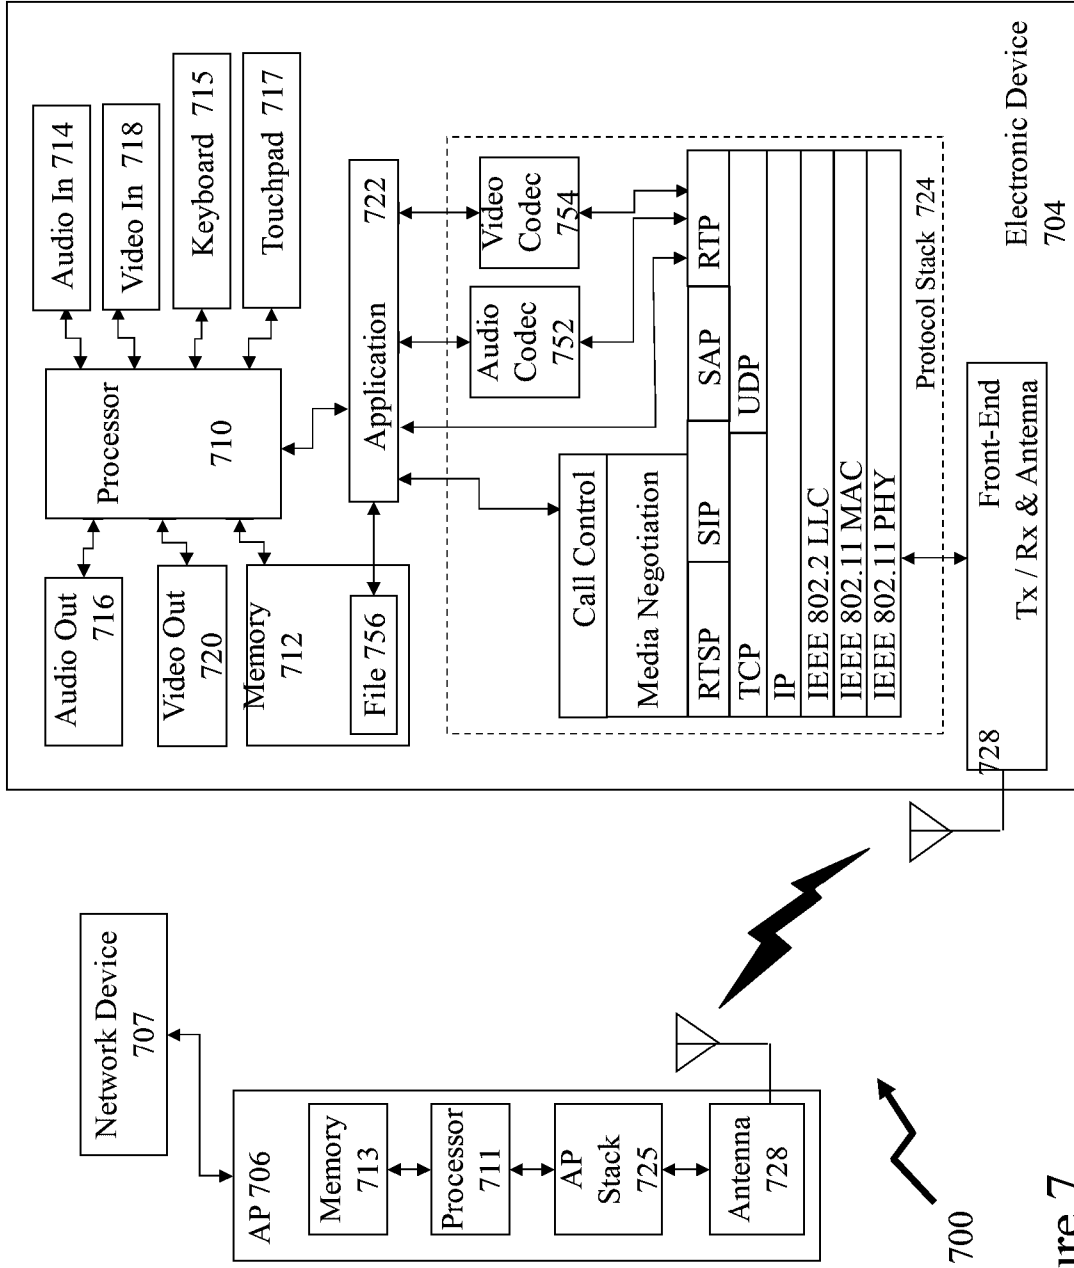 Network Device
707
AP 706
Memory
713
Processor
711
AP
Stack
725
Antenna
728
700
ure 7
Audio Out
716
Video Out
720
Memory
712
File 756
Processor
710
Audio In 714
Video In 718
Keyboard 715
Touchpad 717
Application 722
Audio
Codec
752
Video
Codec
754
Call Control
Media Negotiation
RTSP
SIP
SAP
RTP
TCP
UDP
IP
IEEE 802.2 LLC
IEEE 802.11 MAC
IEEE 802.11 PHY
Protocol Stack 724
728
Front-End
Tx / Rx & Antenna
Electronic Device
704